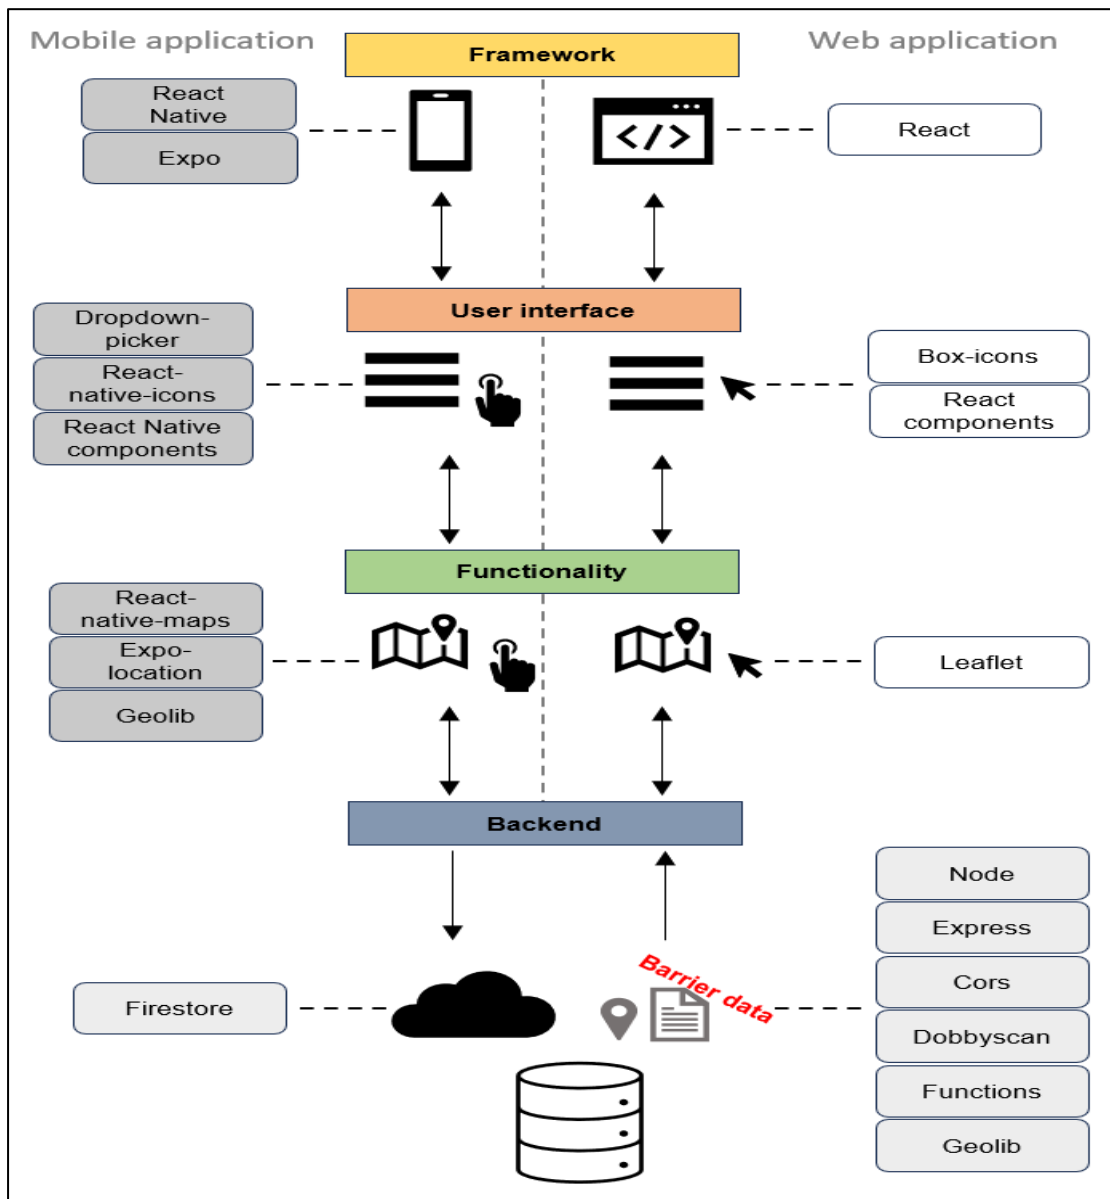 Mobile application
Web application
Framework
React
Native
Expo
React
User interface
Dropdown-
picker
React-
native-icons
React Native
components
Box-icons
React
components
Functionality
React-
native-maps
Expo-
location
Geolib
Leaflet
Backend
Firestore
Barrier data
Node
Express
Cors
Dobbyscan
Functions
Geolib